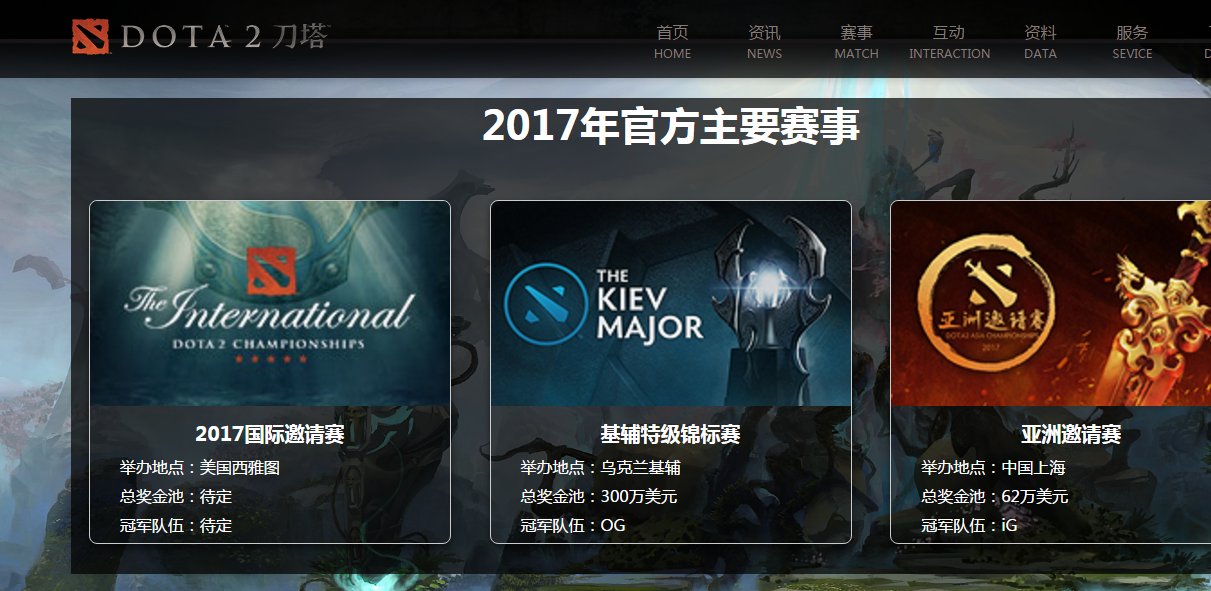 DOTA 2 刀塔
首页 资讯 赛事 互动 资料 服务
HOME NEWS MATCH INTERACTION DATA SEVICE
2017年官方主要赛事
The International
DOTA 2 CHAMPIONSHIPS
THE
KIEV
MAJOR
亚洲邀请赛
DOTA2 ASIA CHAMPIONSHIPS
2017
2017国际邀请赛
举办地点：美国西雅图
总奖金池：待定
冠军队伍：待定
基辅特级锦标赛
举办地点：乌克兰基辅
总奖金池：300万美元
冠军队伍：OG
亚洲邀请赛
举办地点：中国上海
总奖金池：62万美元
冠军队伍：iG